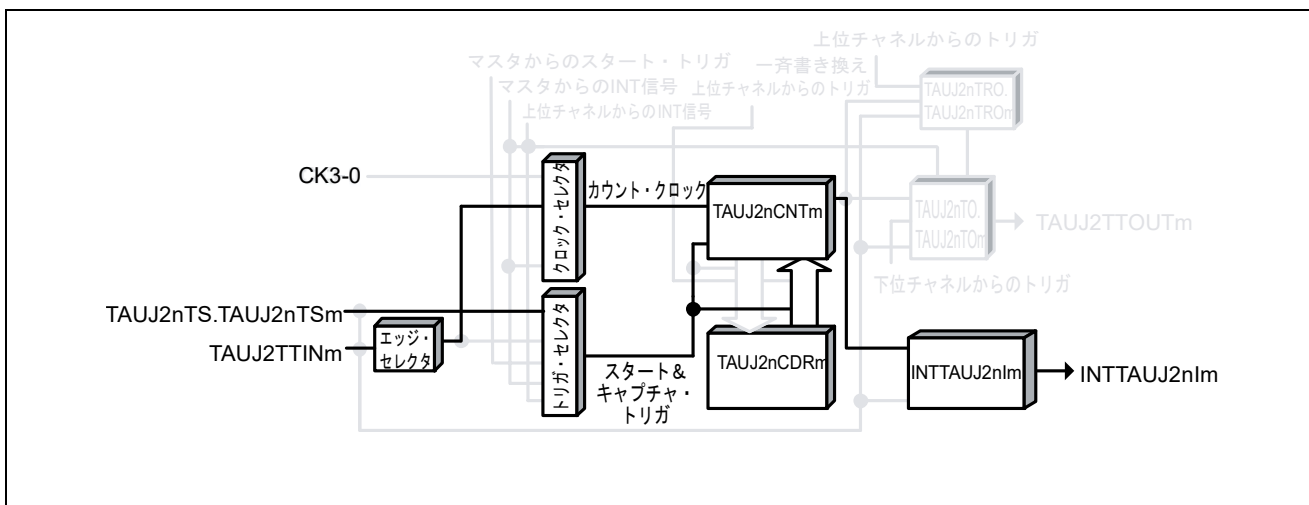 上位チャネルからのトリガ
マスタからのスタート・トリガ
一斉書き換え
マスタからのINT信号
上位チャネルからのトリガ
上位チャネルからのINT信号
TAUJ2nTRO.
TAUJ2nTROm
CK3-0
クロック・セレクタ
カウント・クロック
TAUJ2nCNTm
TAUJ2nTO.
TAUJ2nTOm
TAUJ2TTOUTm
下位チャネルからのトリガ
TAUJ2nTS.TAUJ2nTSm
TAUJ2TTINm
エッジ・
セレクタ
トリガ・セレクタ
スタート&
キャプチャ・
トリガ
TAUJ2nCDRm
INTTAUJ2nIm
INTTAUJ2nIm